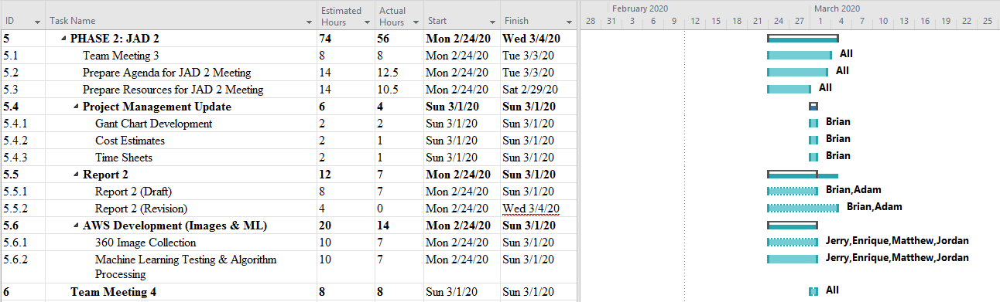 ID Task Name Estimated Hours Actual Hours Start Finish
February 2020 March 2020
28 31 3 6 9 12 15 18 21 24 27 1 4 7 10 13 16 19 22 25
5 PHASE 2: JAD 2 74 56 Mon 2/24/20 Wed 3/4/20
5.1 Team Meeting 3 8 8 Mon 2/24/20 Tue 3/3/20 All
5.2 Prepare Agenda for JAD 2 Meeting 14 12.5 Mon 2/24/20 Tue 3/3/20 All
5.3 Prepare Resources for JAD 2 Meeting 14 10.5 Mon 2/24/20 Sat 2/29/20 All
5.4 Project Management Update 6 4 Sun 3/1/20 Sun 3/1/20
5.4.1 Gant Chart Development 2 2 Sun 3/1/20 Sun 3/1/20 Brian
5.4.2 Cost Estimates 2 1 Sun 3/1/20 Sun 3/1/20 Brian
5.4.3 Time Sheets 2 1 Sun 3/1/20 Sun 3/1/20 Brian
5.5 Report 2 12 7 Mon 2/24/20 Sun 3/1/20
5.5.1 Report 2 (Draft) 8 7 Mon 2/24/20 Sun 3/1/20 Brian,Adam
5.5.2 Report 2 (Revision) 4 0 Mon 2/24/20 Wed 3/4/20 Brian,Adam
5.6 AWS Development (Images & ML) 20 14 Mon 2/24/20 Sun 3/1/20
5.6.1 360 Image Collection 10 7 Mon 2/24/20 Sun 3/1/20 Jerry,Enrique,Matthew,Jordan
5.6.2 Machine Learning Testing & Algorithm 10 7 Mon 2/24/20 Sun 3/1/20 Jerry,Enrique,Matthew,Jordan
Processing
6 Team Meeting 4 8 8 Sun 3/1/20 Sun 3/1/20 All